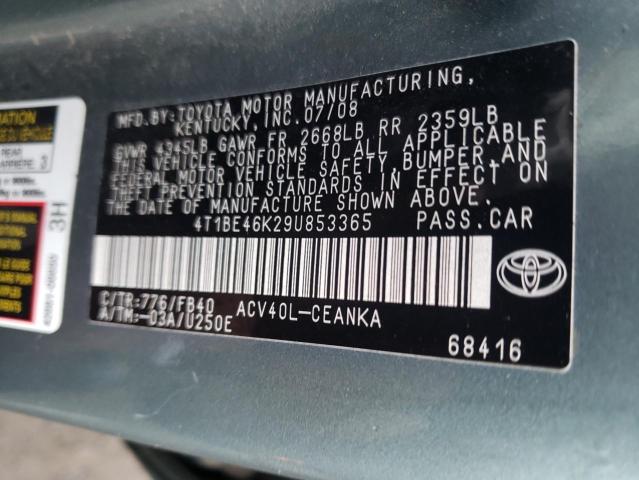 MFD.BY:TOYOTA MOTOR MANUFACTURING,
KENTUCKY, INC.07/08
GVWR 4345LB GAWR FR 2668LB RR 2359LB
THIS VEHICLE CONFORMS TO ALL APPLICABLE
FEDERAL MOTOR VEHICLE SAFETY, BUMPER,AND
THEFT PREVENTION STANDARDS IN EFFECT ON
THE DATE OF MANUFACTURE SHOWN ABOVE.
4T1BE46K29U853365 PASS.CAR
C/TR:776/FB40 ACV40L-CEANKA
A/TM:-03A/U250E
68416
REAR
3
3H